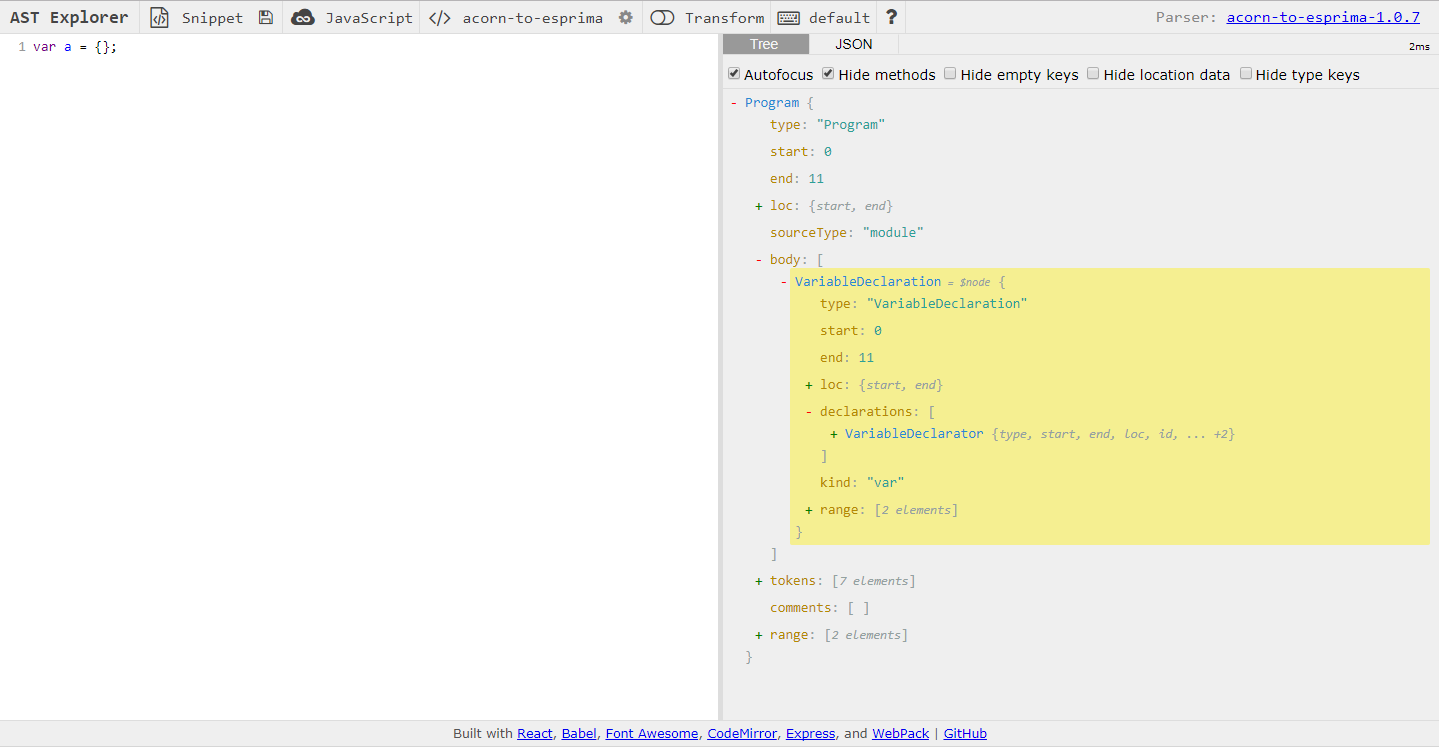 AST Explorer Snippet JavaScript </> acorn-to-esprima Transform default ? Parser: acorn-to-esprima-1.0.7
1 var a = {};
Tree JSON 2ms
Autofocus Hide methods Hide empty keys Hide location data Hide type keys
- Program {
type: "Program"
start: 0
end: 11
+ loc: {start, end}
sourceType: "module"
- body: [
- VariableDeclaration = $node {
type: "VariableDeclaration"
start: 0
end: 11
+ loc: {start, end}
- declarations: [
+ VariableDeclarator {type, start, end, loc, id, ... +2}
]
kind: "var"
+ range: [2 elements]
}
]
+ tokens: [7 elements]
comments: [ ]
+ range: [2 elements]
}
Built with React, Babel, Font Awesome, CodeMirror, Express, and WebPack | GitHub